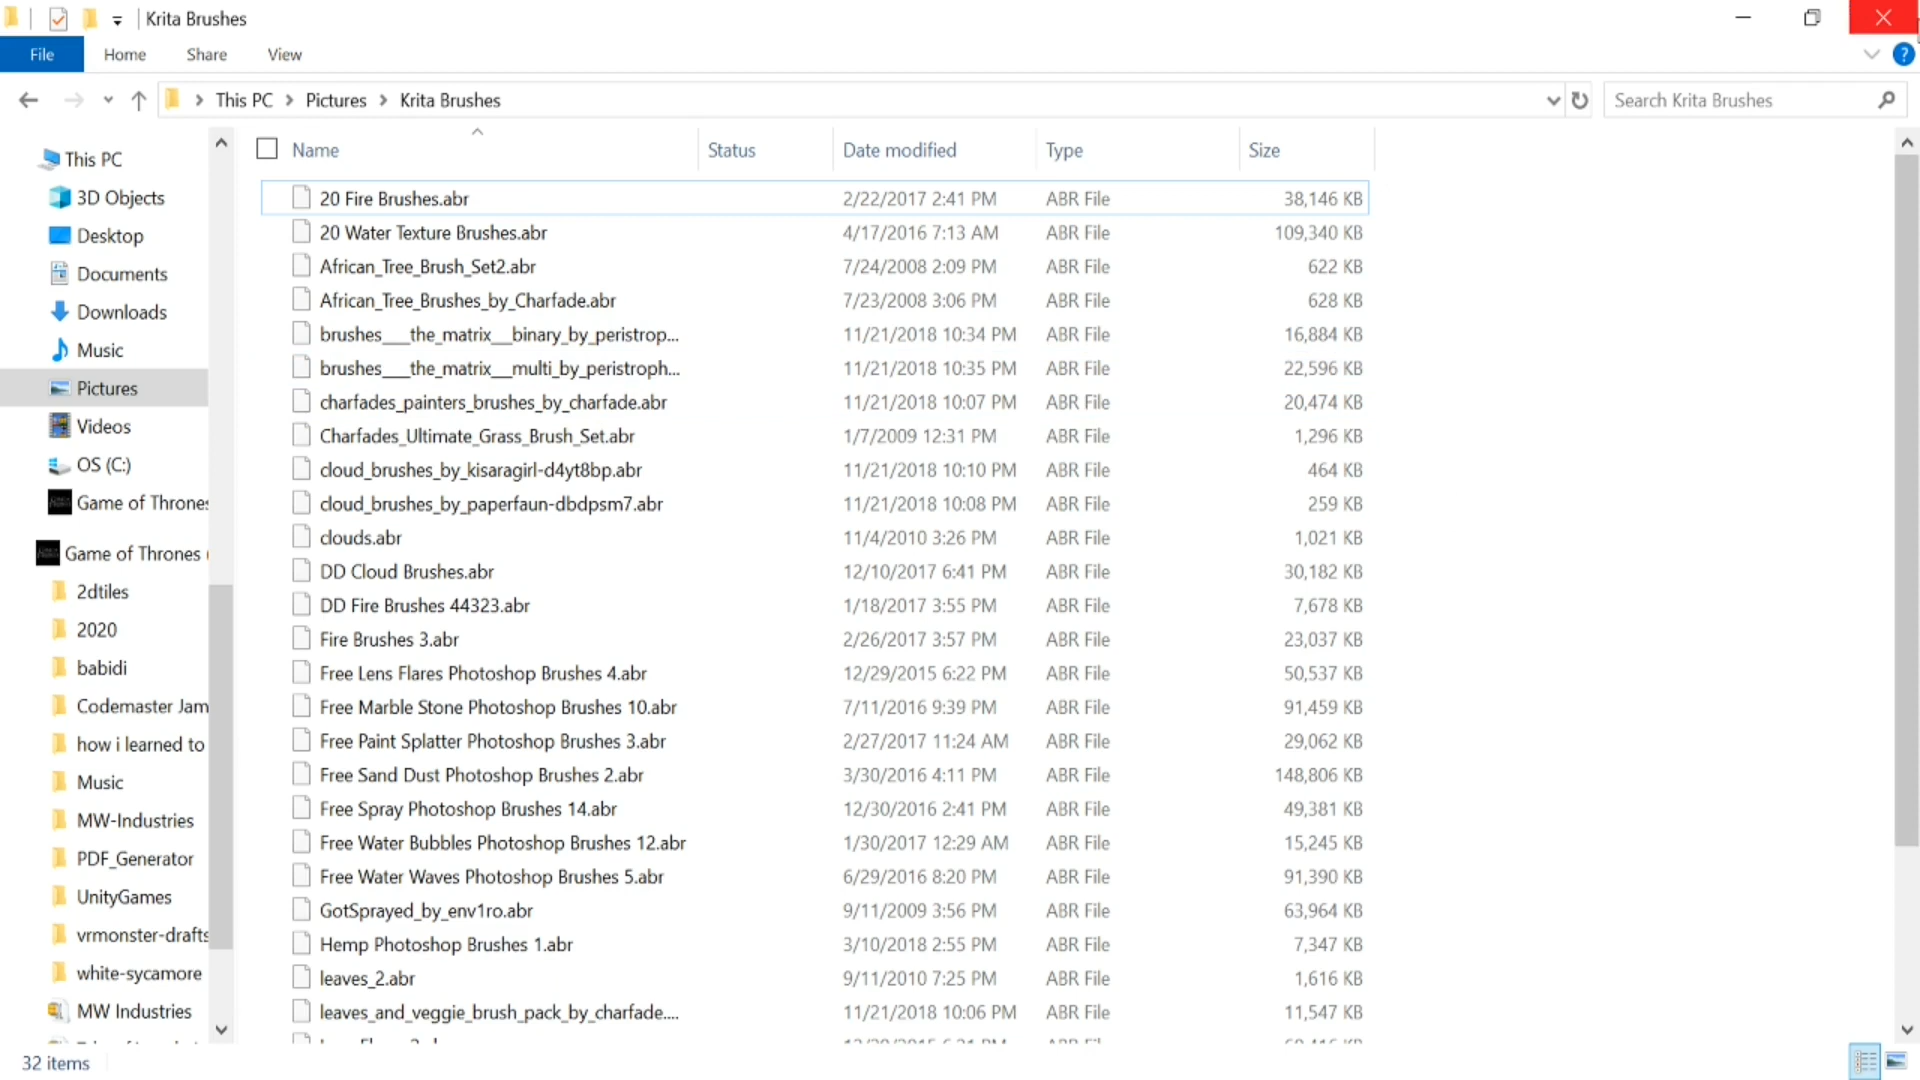 Krita Brushes
File Home Share View
This PC Pictures Krita Brushes
Search Krita Brushes
This PC
3D Objects
Desktop
Documents
Downloads
Music
Pictures
Videos
OS (C:)
Game of Thrones
Game of Thrones (
2dtiles
2020
babidi
Codemaster Jam
how i learned to
Music
MW-Industries
PDF_Generator
UnityGames
vrmonster-drafts
white-sycamore
MW Industries
Name Status Date modified Type Size
20 Fire Brushes.abr 2/22/2017 2:41 PM ABR File 38,146 KB
20 Water Texture Brushes.abr 4/17/2016 7:13 AM ABR File 109,340 KB
African_Tree_Brush_Set2.abr 7/24/2008 2:09 PM ABR File 622 KB
African_Tree_Brushes_by_Charfade.abr 7/23/2008 3:06 PM ABR File 628 KB
brushes___the_matrix__binary_by_peristrop... 11/21/2018 10:34 PM ABR File 16,884 KB
brushes___the_matrix__multi_by_peristroph... 11/21/2018 10:35 PM ABR File 22,596 KB
charfades_painters_brushes_by_charfade.abr 11/21/2018 10:07 PM ABR File 20,474 KB
Charfades_Ultimate_Grass_Brush_Set.abr 1/7/2009 12:31 PM ABR File 1,296 KB
cloud_brushes_by_kisaragirl-d4yt8bp.abr 11/21/2018 10:10 PM ABR File 464 KB
cloud_brushes_by_paperfaun-dbdpsm7.abr 11/21/2018 10:08 PM ABR File 259 KB
clouds.abr 11/4/2010 3:26 PM ABR File 1,021 KB
DD Cloud Brushes.abr 12/10/2017 6:41 PM ABR File 30,182 KB
DD Fire Brushes 44323.abr 1/18/2017 3:55 PM ABR File 7,678 KB
Fire Brushes 3.abr 2/26/2017 3:57 PM ABR File 23,037 KB
Free Lens Flares Photoshop Brushes 4.abr 12/29/2015 6:22 PM ABR File 50,537 KB
Free Marble Stone Photoshop Brushes 10.abr 7/11/2016 9:39 PM ABR File 91,459 KB
Free Paint Splatter Photoshop Brushes 3.abr 2/27/2017 11:24 AM ABR File 29,062 KB
Free Sand Dust Photoshop Brushes 2.abr 3/30/2016 4:11 PM ABR File 148,806 KB
Free Spray Photoshop Brushes 14.abr 12/30/2016 2:41 PM ABR File 49,381 KB
Free Water Bubbles Photoshop Brushes 12.abr 1/30/2017 12:29 AM ABR File 15,245 KB
Free Water Waves Photoshop Brushes 5.abr 6/29/2016 8:20 PM ABR File 91,390 KB
GotSprayed_by_env1ro.abr 9/11/2009 3:56 PM ABR File 63,964 KB
Hemp Photoshop Brushes 1.abr 3/10/2018 2:55 PM ABR File 7,347 KB
leaves_2.abr 9/11/2010 7:25 PM ABR File 1,616 KB
leaves_and_veggie_brush_pack_by_charfade.... 11/21/2018 10:06 PM ABR File 11,547 KB
32 items